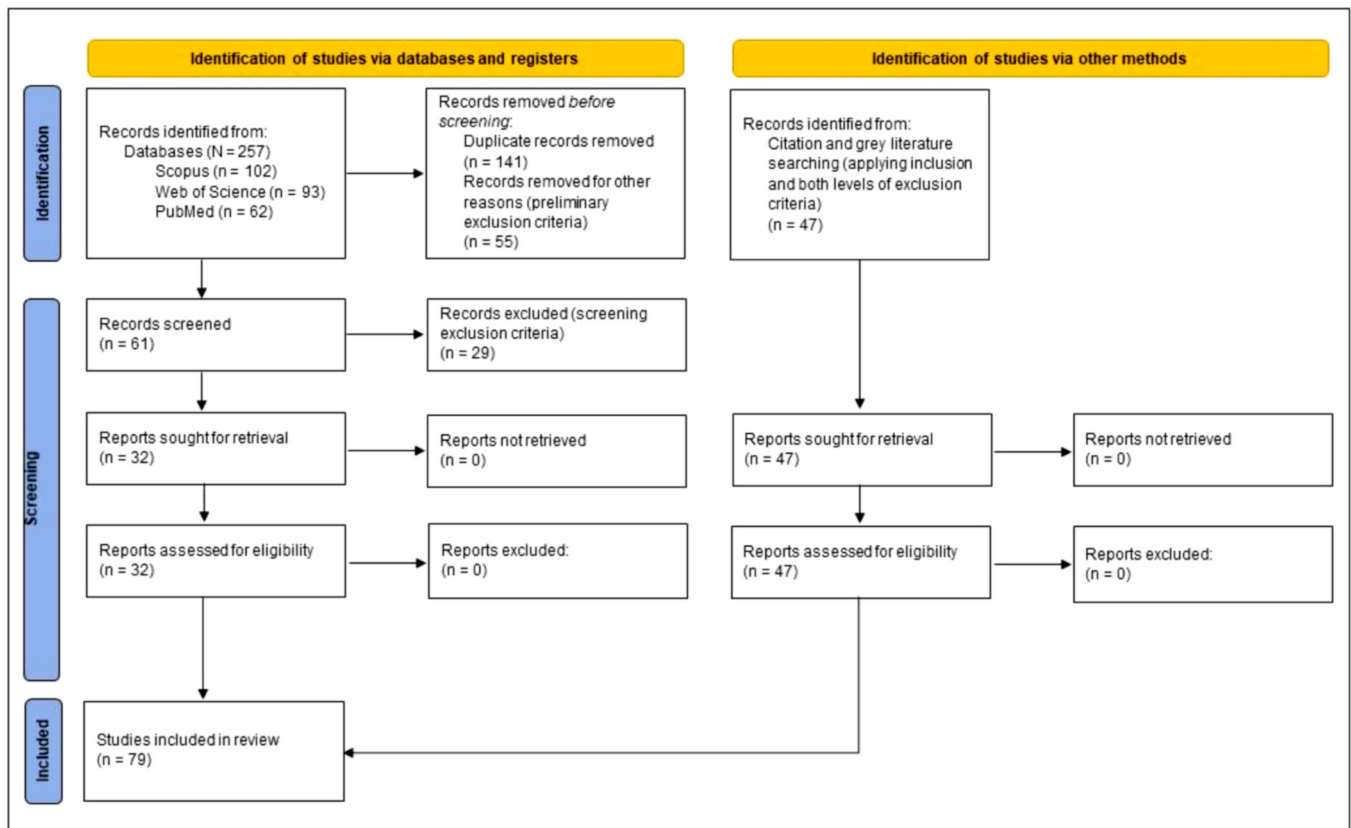 Identification of studies via databases and registers
Identification of studies via other methods
Identification
Records identified from:
Databases (N = 257)
Scopus (n = 102)
Web of Science (n = 93)
PubMed (n = 62)
Records removed before
screening:
Duplicate records removed
(n = 141)
Records removed for other
reasons (preliminary
exclusion criteria)
(n = 55)
Records identified from:
Citation and grey literature
searching (applying inclusion
and both levels of exclusion
criteria)
(n = 47)
Screening
Records screened
(n = 61)
Records excluded (screening
exclusion criteria)
(n = 29)
Reports sought for retrieval
(n = 32)
Reports not retrieved
(n = 0)
Reports sought for retrieval
(n = 47)
Reports not retrieved
(n = 0)
Reports assessed for eligibility
(n = 32)
Reports excluded:
(n = 0)
Reports assessed for eligibility
(n = 47)
Reports excluded:
(n = 0)
Included
Studies included in review
(n = 79)